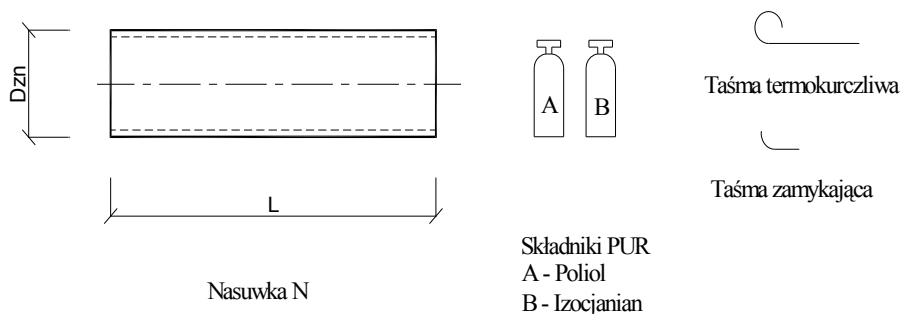 Dzn
L
Nasuwka N
A
B
Składniki PUR
A - Poliol
B - Izocjanian
Taśma termokurczliwa
Taśma zamykająca